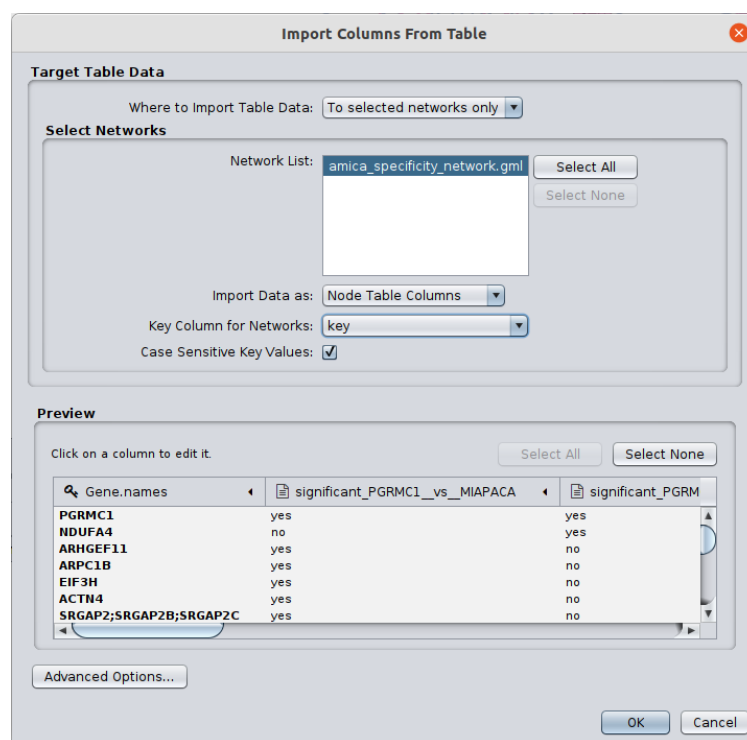 Import Columns From Table
Target Table Data
Where to Import Table Data: To selected networks only
Select Networks
Network List: amica_specificity_network.gml Select All
Select None
Import Data as: Node Table Columns
Key Column for Networks: key
Case Sensitive Key Values:
Preview
Click on a column to edit it. Select All Select None
Gene.names significant_PGRMC1__vs__MIAPACA significant_PGRM
PGRMC1 yes yes
NDUFA4 no yes
ARHGEF11 yes no
ARPC1B yes no
EIF3H yes no
ACTN4 yes no
SRGAP2;SRGAP2B;SRGAP2C yes no
Advanced Options...
OK Cancel